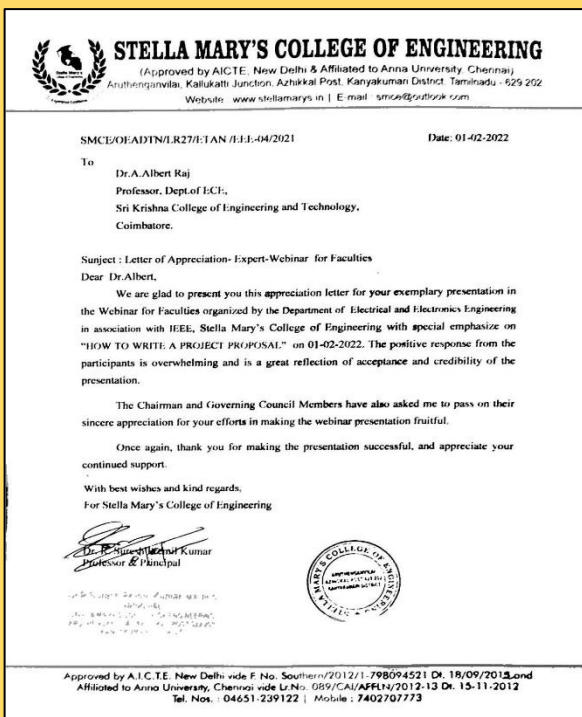 STELLA MARY'S COLLEGE OF ENGINEERING
(Approved by AICTE, New Delhi & Affiliated to Anna University, Chennai)
Aruthenganvilai, Kallukatti Junction, Azhikkal Post, Kanyakumari District, Tamilnadu - 629 202
Website www.stellamarys.in | E-mail smce@outlook.com
SMCE/OEADTN/LR27/ETAN /EEE-04/2021 Date: 01-02-2022
To
Dr.A.Albert Raj
Professor, Dept.of ECE,
Sri Krishna College of Engineering and Technology,
Coimbatore.
Sunject : Letter of Appreciation- Expert-Webinar for Faculties
Dear Dr.Albert,
We are glad to present you this appreciation letter for your exemplary presentation in
the Webinar for Faculties organized by the Department of Electrical and Electronics Engineering
in association with IEEE, Stella Mary's College of Engineering with special emphasize on
"HOW TO WRITE A PROJECT PROPOSAL" on 01-02-2022. The positive response from the
participants is overwhelming and is a great reflection of acceptance and credibility of the
presentation.
The Chairman and Governing Council Members have also asked me to pass on their
sincere appreciation for your efforts in making the webinar presentation fruitful.
Once again, thank you for making the presentation successful, and appreciate your
continued support.
With best wishes and kind regards,
For Stella Mary's College of Engineering
Dr. R. Suresh Kumar
Professor & Principal
STELLA MARY'S COLLEGE OF ENGINEERING
Approved by A.I.C.T.E. New Delhi vide F. No. Southern/2012/1-798094521 Dt. 18/09/2015 and
Affiliated to Anna University, Chennai vide Lr.No. 089/CAI/AFFLN/2012-13 Dt. 15-11-2012
Tel. Nos. : 04651-239122 | Mobile : 7402707773